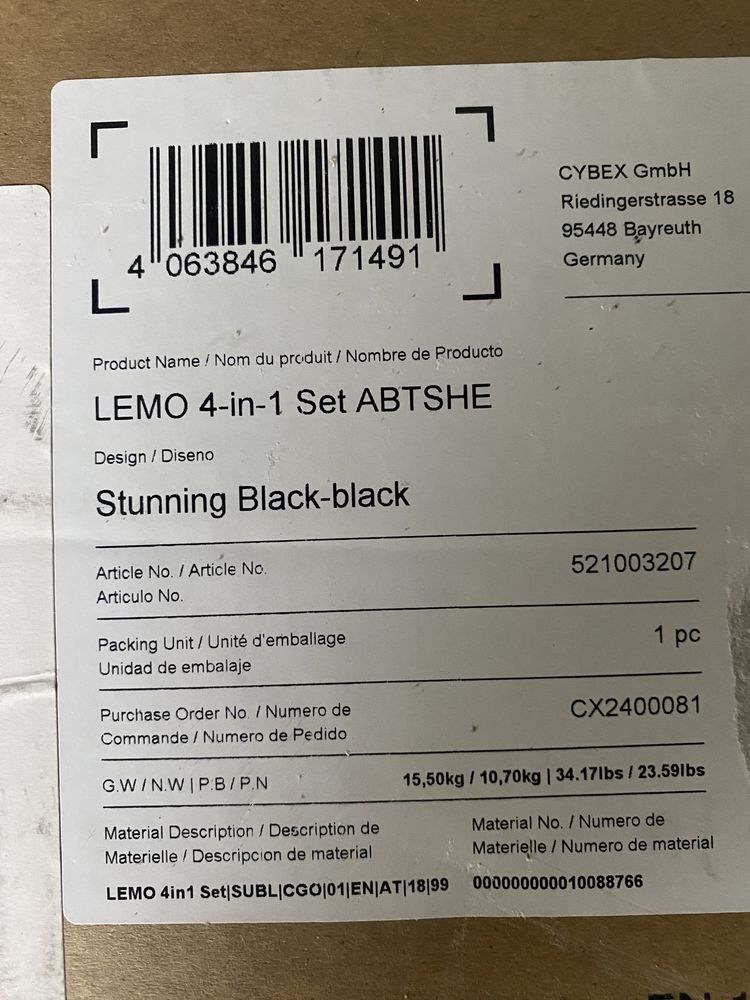 4 063846 171491
CYBEX GmbH
Riedingerstrasse 18
95448 Bayreuth
Germany
Product Name / Nom du produit / Nombre de Producto
LEMO 4-in-1 Set ABTSHE
Design / Diseno
Stunning Black-black
Article No. / Article No.
Articulo No.
521003207
Packing Unit / Unité d'emballage
Unidad de embalaje
1 pc
Purchase Order No. / Numero de
Commande / Numero de Pedido
CX2400081
G.W / N.W | P.B / P.N
15,50kg / 10,70kg | 34.17lbs / 23.59lbs
Material Description / Description de
Materielle / Descripcion de material
Material No. / Numero de
Materielle / Numero de material
LEMO 4in1 Set|SUBL|CGO|01|EN|AT|18|99
000000000010088766